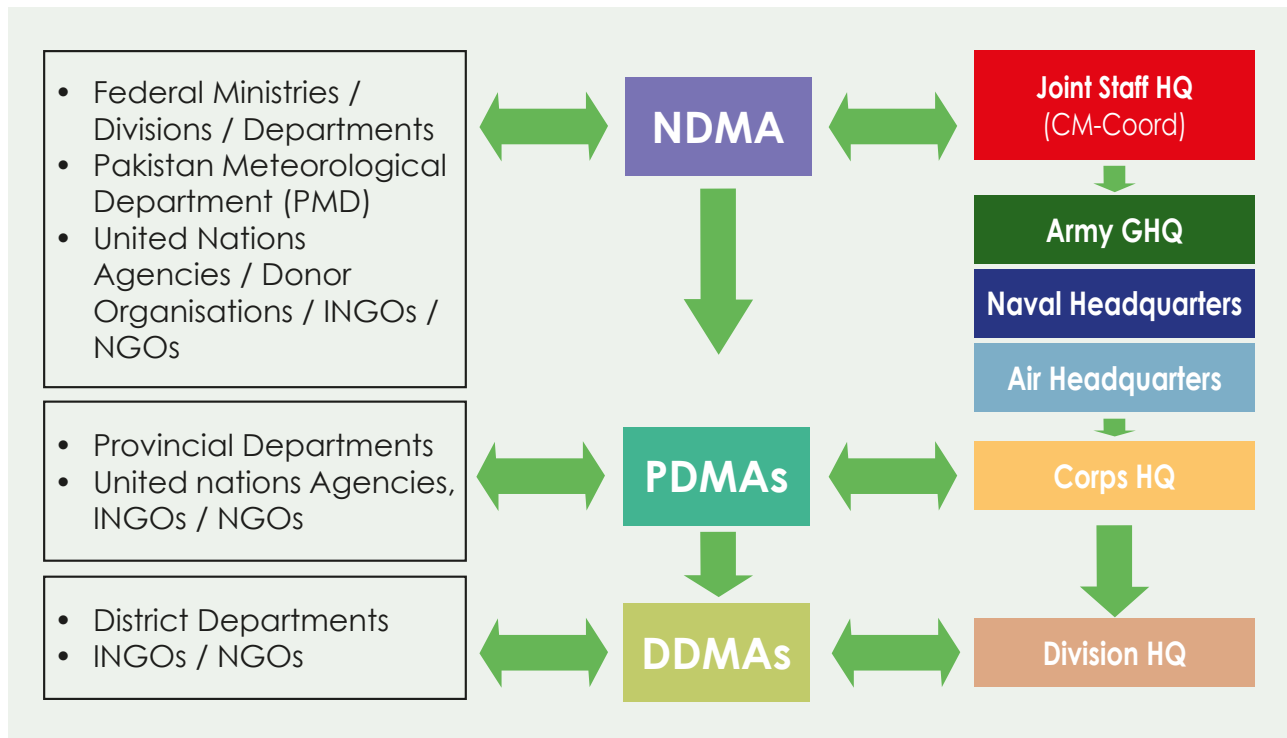 • Federal Ministries /
Divisions / Departments
• Pakistan Meteorological
Department (PMD)
• United Nations
Agencies / Donor
Organisations / INGOs /
NGOs
NDMA
Joint Staff HQ
(CM-Coord)
Army GHQ
Naval Headquarters
Air Headquarters
• Provincial Departments
• United nations Agencies,
INGOs / NGOs
PDMAs
Corps HQ
• District Departments
• INGOs / NGOs
DDMAs
Division HQ